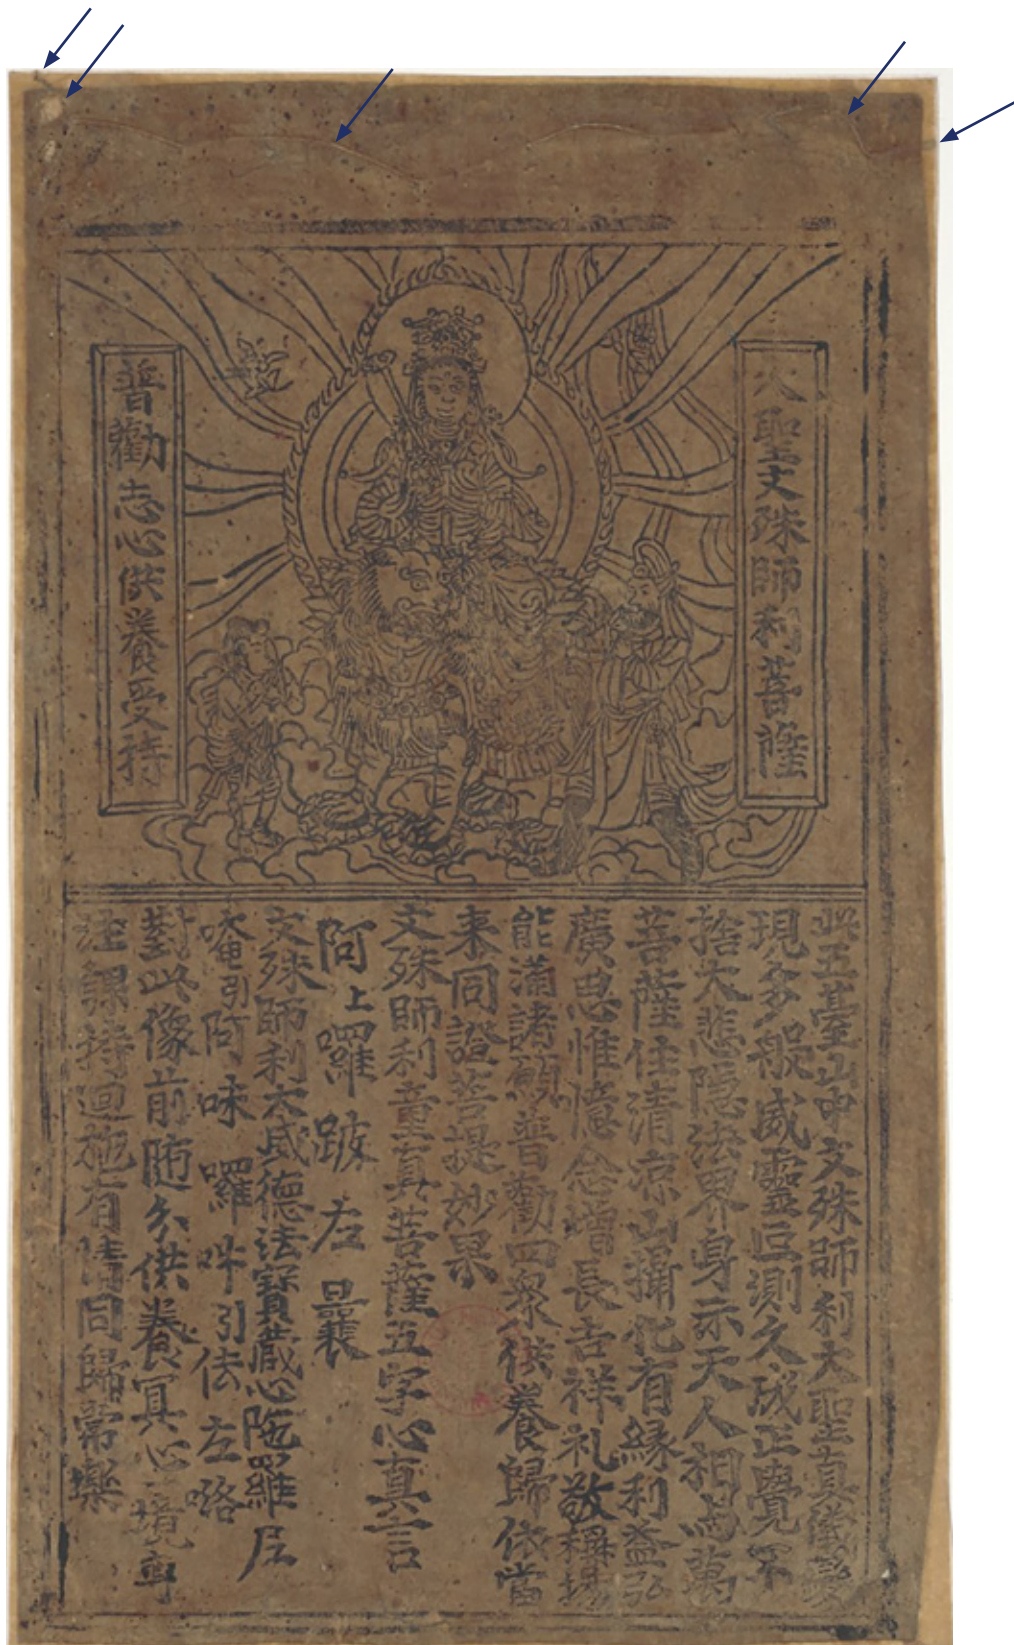 大聖文殊師利菩薩
普勸志心供養受持
此五臺山中文殊師利大聖真儀變
現多般威靈叵測久成正覺不
捨大悲隱法界身示天人相與萬
菩薩住清涼山攝化有緣利益弘
廣思惟憶念增長吉祥礼敬稱揚
能滿諸願普勸四衆供養歸依當
来同證菩提妙果
文殊師利童真菩薩五字心真言
阿上囉跛左曩
文殊師利大威德法寶藏心陁羅尼
唵引阿味囉吽引佉左咯
對此像前随分供養冥心一境專
注課持迴施有情同歸常樂